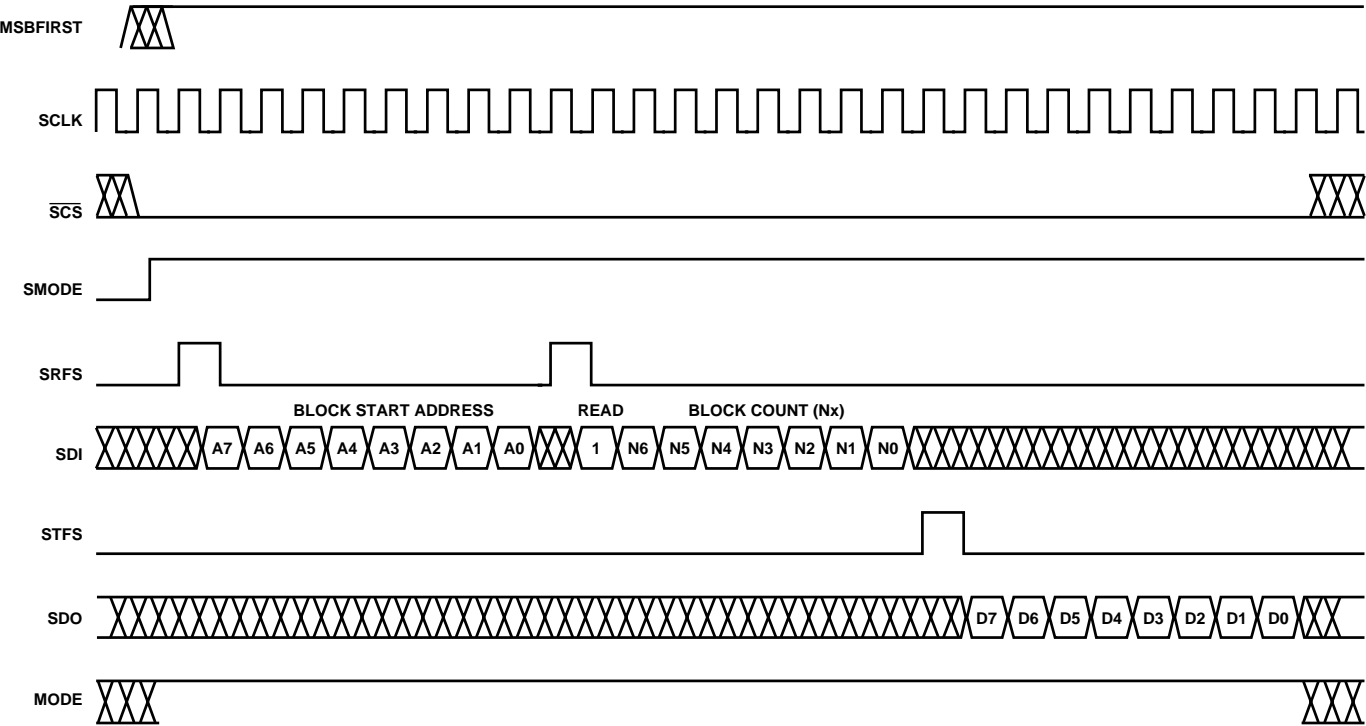 MSBFIRST
SCLK
SCS
SMODE
SRFS
BLOCK START ADDRESS READ BLOCK COUNT (Nx)
SDI A7 A6 A5 A4 A3 A2 A1 A0 1 N6 N5 N4 N3 N2 N1 N0
STFS
SDO D7 D6 D5 D4 D3 D2 D1 D0
MODE